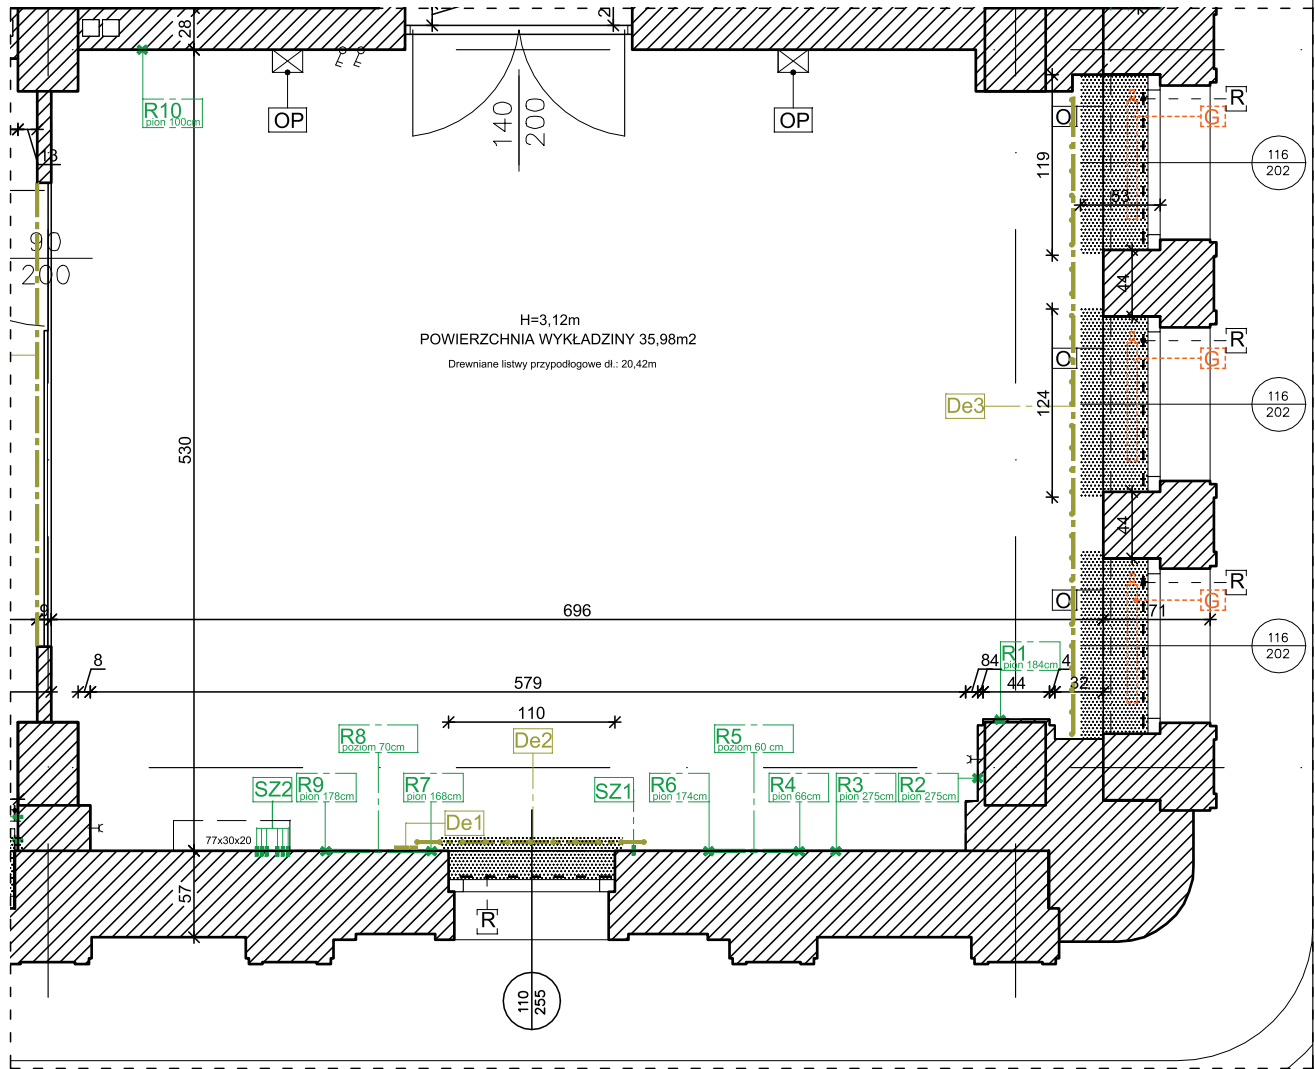 28
2
R10
pion 100cm
OP
140
200
OP
O
R
G
116
202
13
119
53
90
200
44
H=3,12m
POWIERZCHNIA WYKŁADZINY 35,98m2
Drewniane listwy przypodłogowe dł.: 20,42m
O
R
G
De3
124
116
202
530
44
O
R
G
696
71
116
202
8
R1
pion 184cm
84
44
4
32
579
110
R8
poziom 70cm
De2
R5
poziom 60 cm
SZ2
R9
pion 178cm
R7
pion 168cm
SZ1
R6
pion 174cm
R4
pion 66cm
R3
pion 275cm
R2
pion 275cm
De1
77x30x20
57
R
110
255